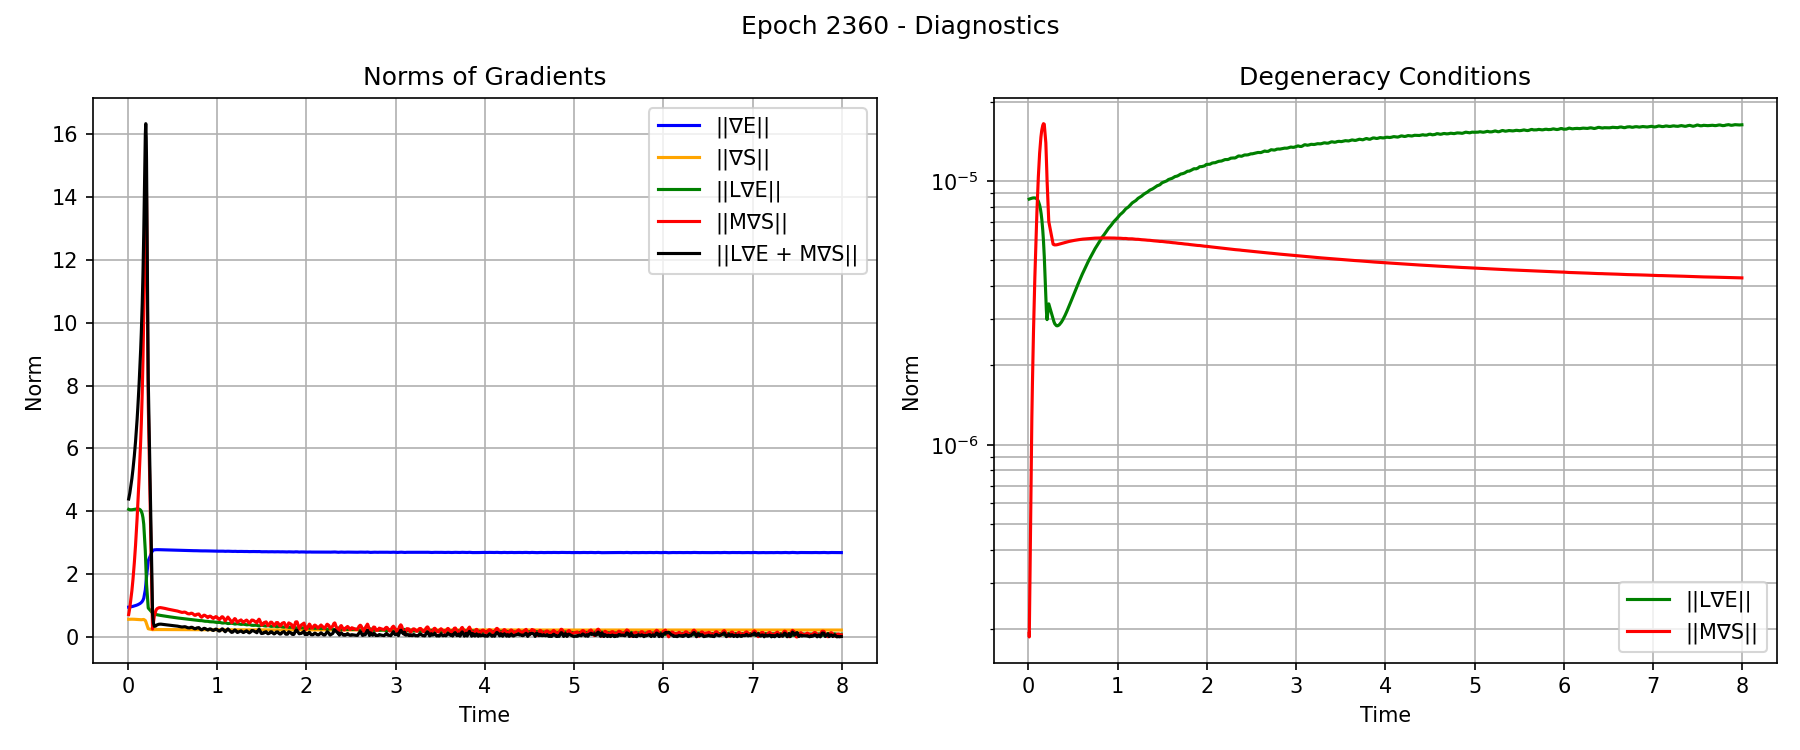 Epoch 2360 - Diagnostics
Norms of Gradients
Norm
16
14
12
10
8
6
4
2
0
0 1 2 3 4 5 6 7 8
Time
||∇E||
||∇S||
||L∇E||
||M∇S||
||L∇E + M∇S||
Degeneracy Conditions
Norm
10⁻⁵
10⁻⁶
0 1 2 3 4 5 6 7 8
Time
||L∇E||
||M∇S||